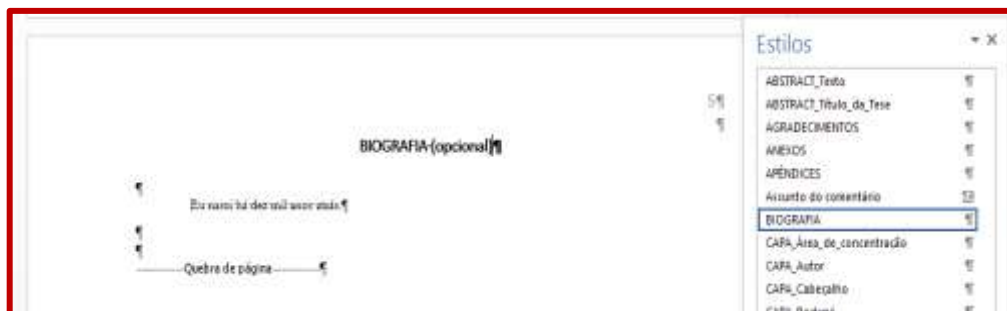 Estilos
ABSTRACT_Texto
5¶
ABSTRACT_Título_da_Tese
¶
AGRADECIMENTOS
BIOGRAFIA·(opcional)¶
ANEXOS
APÊNDICES
¶
Eu nasci há dez mil anos atrás.¶
Assunto do comentário
BIOGRAFIA
¶
¶
CAPA_Área_de_concentração
Quebra de página¶
CAPA_Autor
CAPA_Cabeçalho